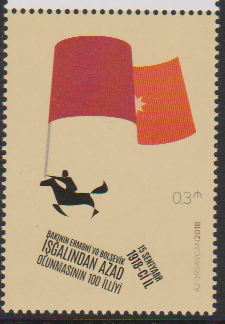 0.3₼
AZƏRBAYCAN 2018
15 SENTYABR
1918-Cİ İL
BAKININ ERMƏNİ VƏ BOLŞEVİK
İŞĞALINDAN AZAD
OLUNMASININ 100 İLLİYİ